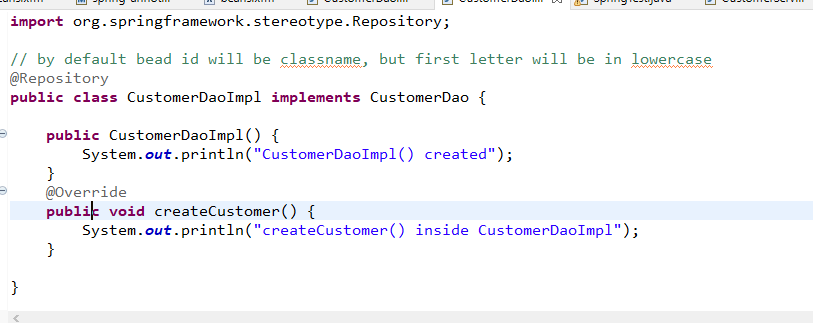 import org.springframework.stereotype.Repository;
// by default bead id will be classname, but first letter will be in lowercase
@Repository
public class CustomerDaoImpl implements CustomerDao {
public CustomerDaoImpl() {
System.out.println("CustomerDaoImpl() created");
}
@Override
public void createCustomer() {
System.out.println("createCustomer() inside CustomerDaoImpl");
}
}